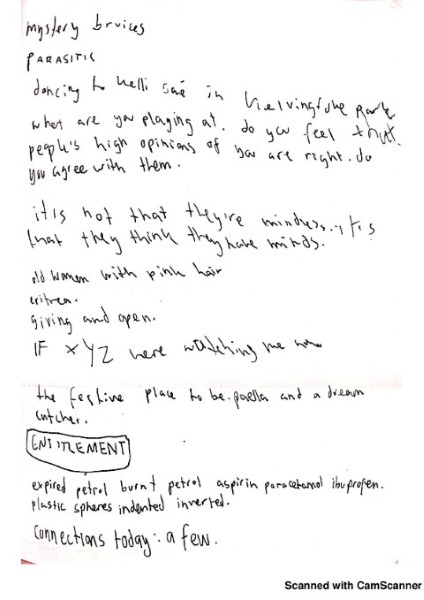 mystery bruises
PARASITIC
dancing to helli sae in Kelvingrove Park
what are you playing at. do you feel that
people's high opinions of you are right. do
you agree with them.
it is not that they're mindless. it is
that they think they have minds.
old women with pink hair
eritrea.
giving and open.
IF XYZ were watching me now
the festive place to be. paella and a dream
catcher.
ENTITLEMENT
expired petrol burnt petrol aspirin paracetamol ibuprofen.
plastic spheres indented inverted.
connections today: a few.
Scanned with CamScanner